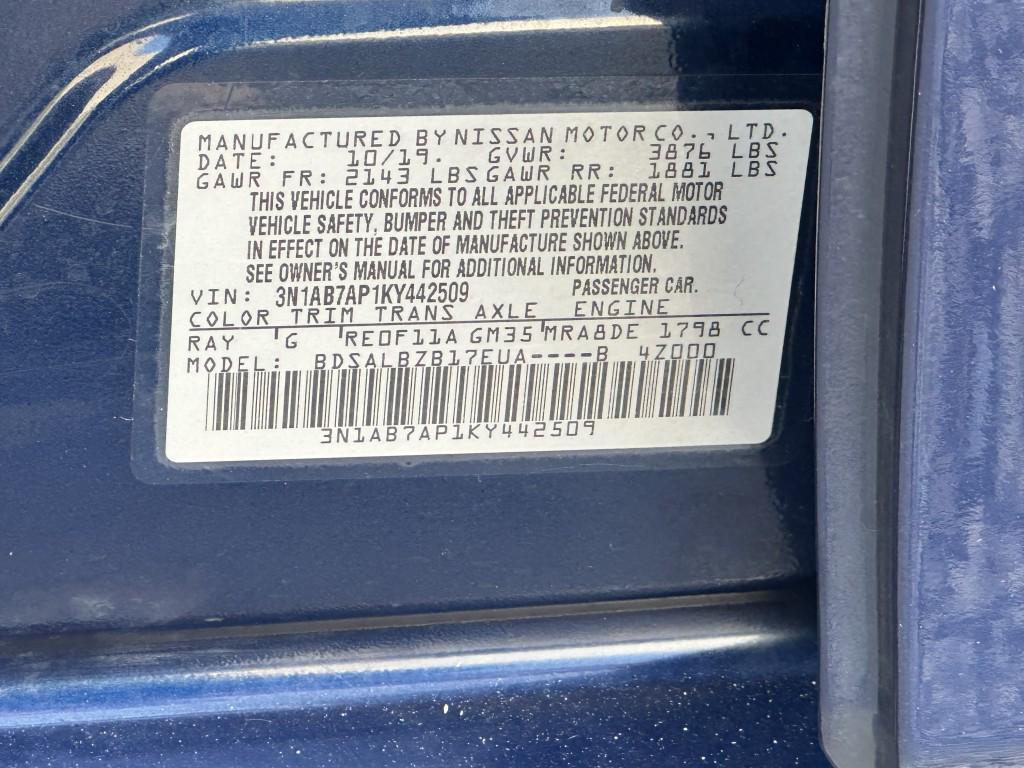 MANUFACTURED BY NISSAN MOTOR CO., LTD.
DATE: 10/19. GVWR: 3876 LBS
GAWR FR: 2143 LBS GAWR RR: 1881 LBS
THIS VEHICLE CONFORMS TO ALL APPLICABLE FEDERAL MOTOR
VEHICLE SAFETY, BUMPER AND THEFT PREVENTION STANDARDS
IN EFFECT ON THE DATE OF MANUFACTURE SHOWN ABOVE.
SEE OWNER'S MANUAL FOR ADDITIONAL INFORMATION.
VIN: 3N1AB7AP1KY442509 PASSENGER CAR.
COLOR TRIM TRANS AXLE ENGINE
RAY 'G 'RE0F11A GM35 'MRA8DE 1798 CC
MODEL: BDSALBZB17EUA----B 4Z000
3N1AB7AP1KY442509